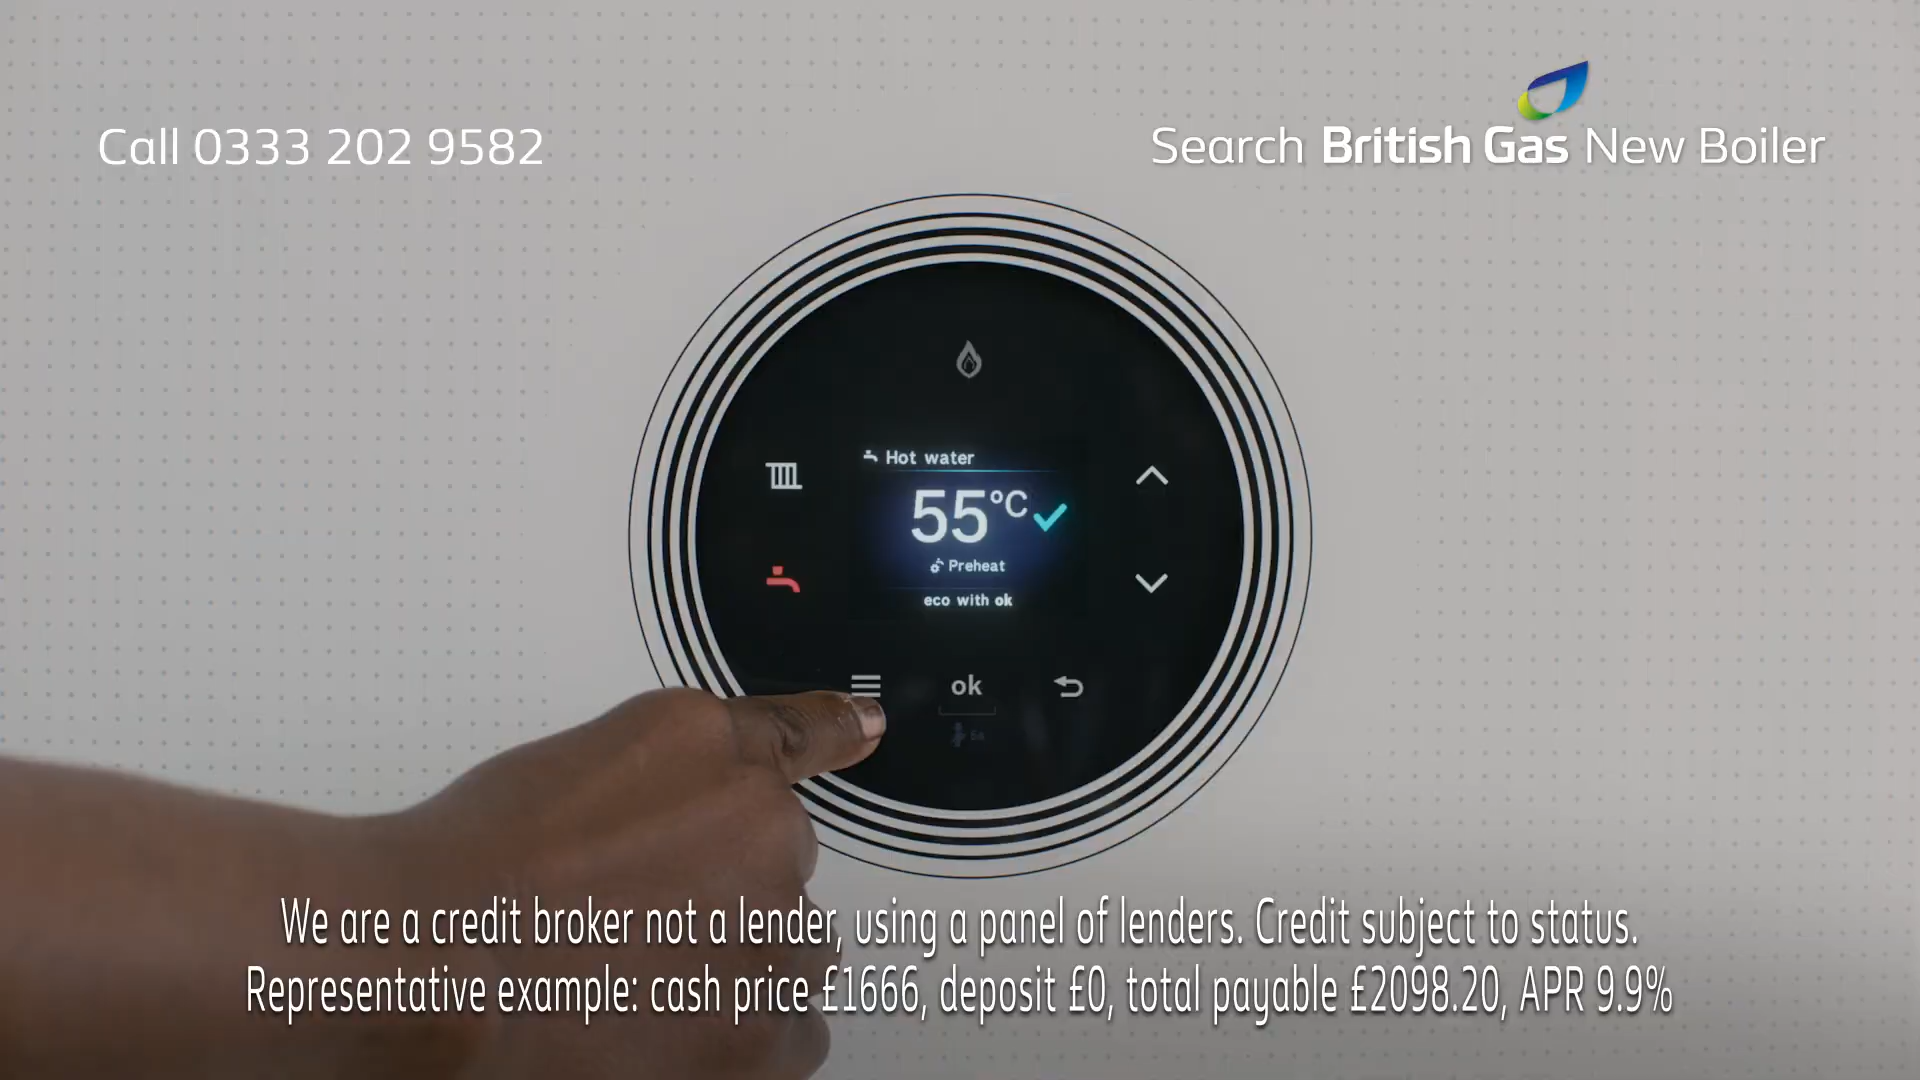 Call 0333 202 9582
Search British Gas New Boiler
Hot water
55°C
Preheat
eco with ok
ok
We are a credit broker not a lender, using a panel of lenders. Credit subject to status.
Representative example: cash price £1666, deposit £0, total payable £2098.20, APR 9.9%